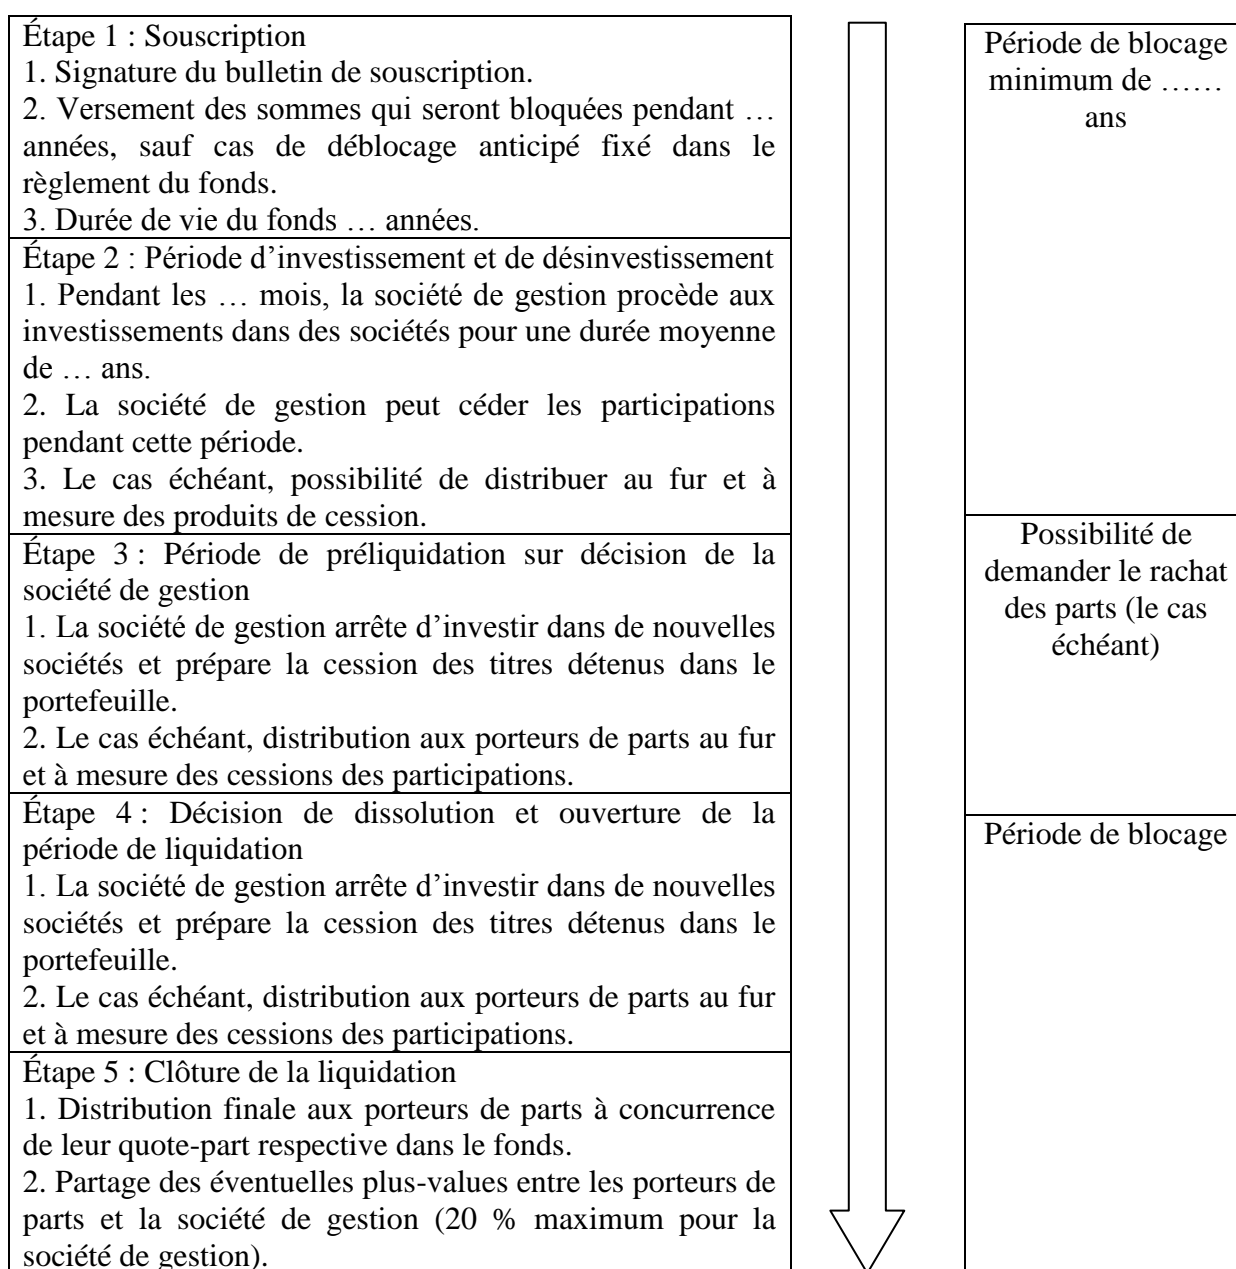 Étape 1 : Souscription
1. Signature du bulletin de souscription.
2. Versement des sommes qui seront bloquées pendant …
années, sauf cas de déblocage anticipé fixé dans le
règlement du fonds.
3. Durée de vie du fonds … années.
Étape 2 : Période d’investissement et de désinvestissement
1. Pendant les … mois, la société de gestion procède aux
investissements dans des sociétés pour une durée moyenne
de … ans.
2. La société de gestion peut céder les participations
pendant cette période.
3. Le cas échéant, possibilité de distribuer au fur et à
mesure des produits de cession.
Étape 3 : Période de préliquidation sur décision de la
société de gestion
1. La société de gestion arrête d’investir dans de nouvelles
sociétés et prépare la cession des titres détenus dans le
portefeuille.
2. Le cas échéant, distribution aux porteurs de parts au fur
et à mesure des cessions des participations.
Étape 4 : Décision de dissolution et ouverture de la
période de liquidation
1. La société de gestion arrête d’investir dans de nouvelles
sociétés et prépare la cession des titres détenus dans le
portefeuille.
2. Le cas échéant, distribution aux porteurs de parts au fur
et à mesure des cessions des participations.
Étape 5 : Clôture de la liquidation
1. Distribution finale aux porteurs de parts à concurrence
de leur quote-part respective dans le fonds.
2. Partage des éventuelles plus-values entre les porteurs de
parts et la société de gestion (20 % maximum pour la
société de gestion).
Période de blocage
minimum de ……
ans
Possibilité de
demander le rachat
des parts (le cas
échéant)
Période de blocage